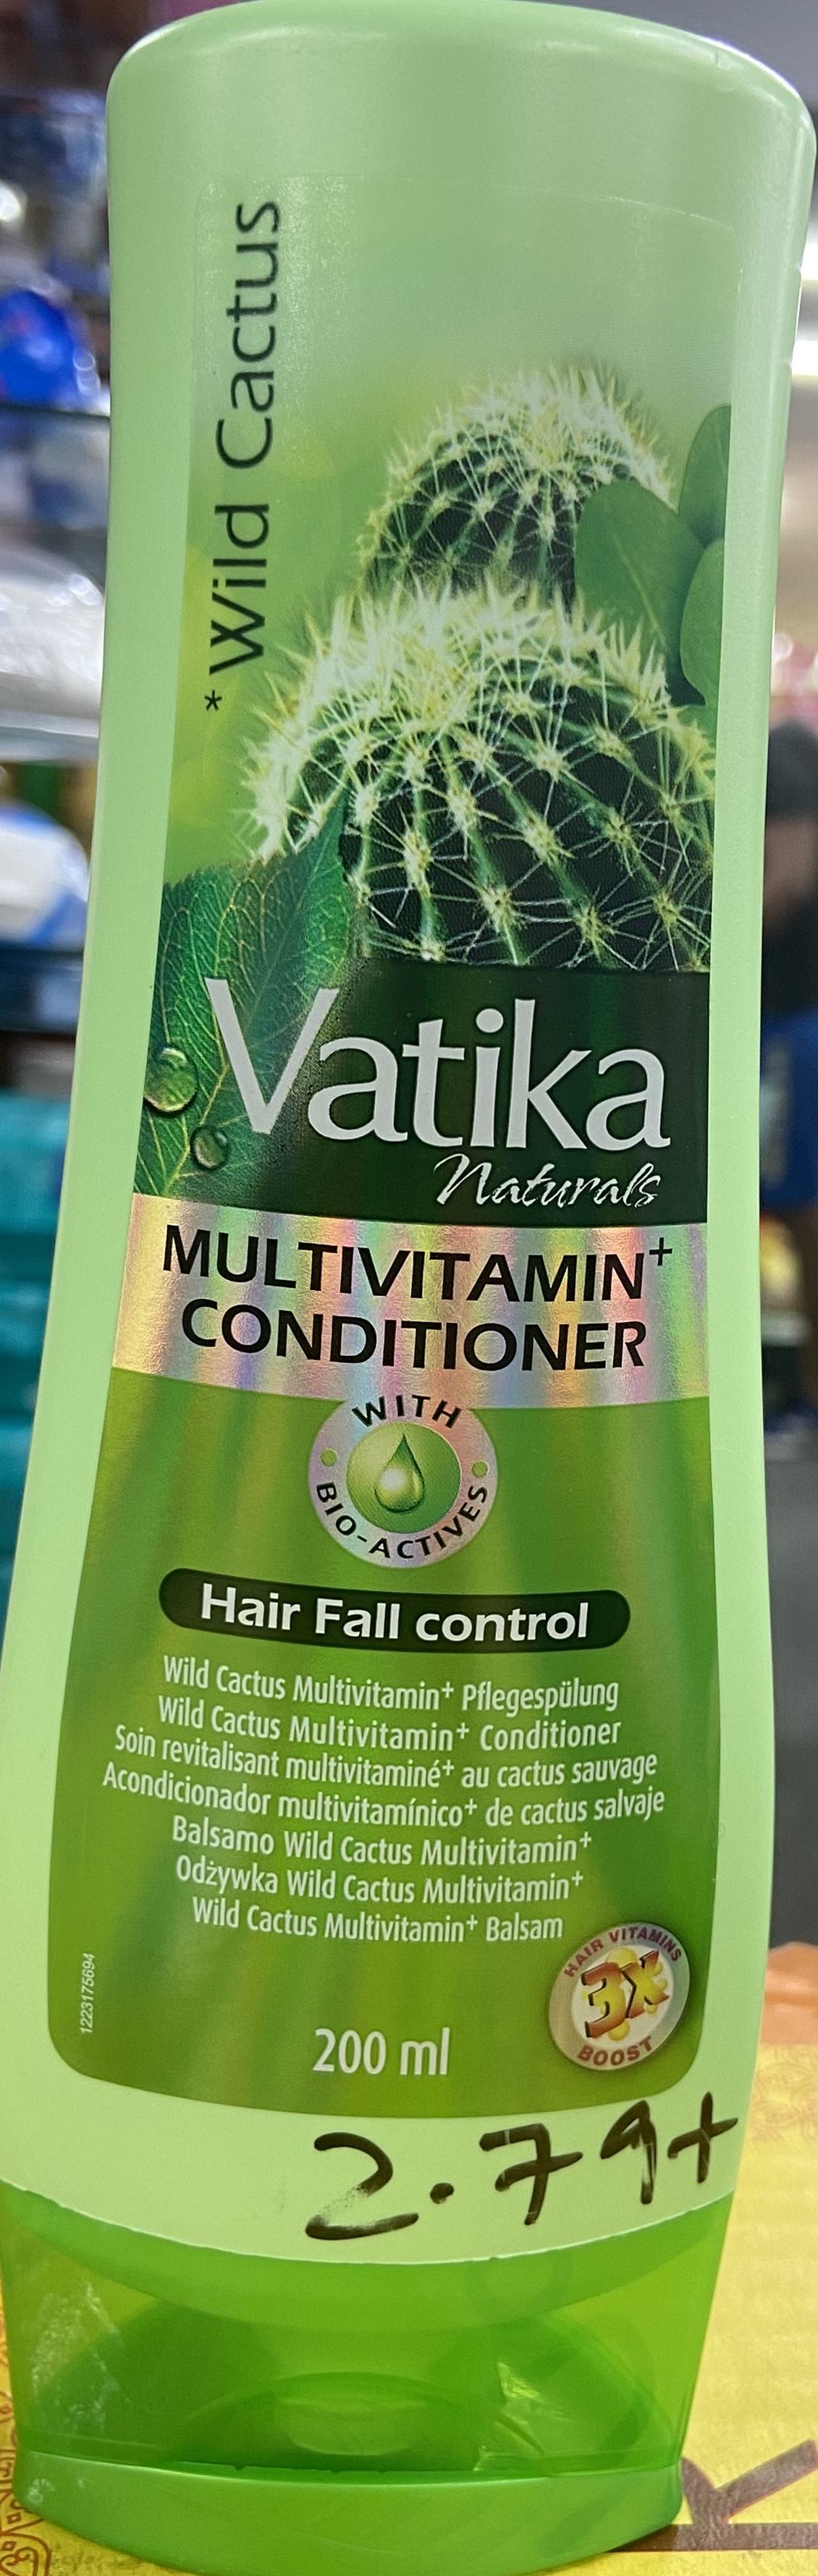 *Wild Cactus
Vatika
Naturals
MULTIVITAMIN+
CONDITIONER
WITH
BIO-ACTIVES
Hair Fall control
Wild Cactus Multivitamin+ Pflegespülung
Wild Cactus Multivitamin+ Conditioner
Soin revitalisant multivitaminé+ au cactus sauvage
Acondicionador multivitamínico+ de cactus salvaje
Balsamo Wild Cactus Multivitamin+
Odżywka Wild Cactus Multivitamin+
Wild Cactus Multivitamin+ Balsam
HAIR VITAMINS
3X
BOOST
1223175694
200 ml
2.79+
R